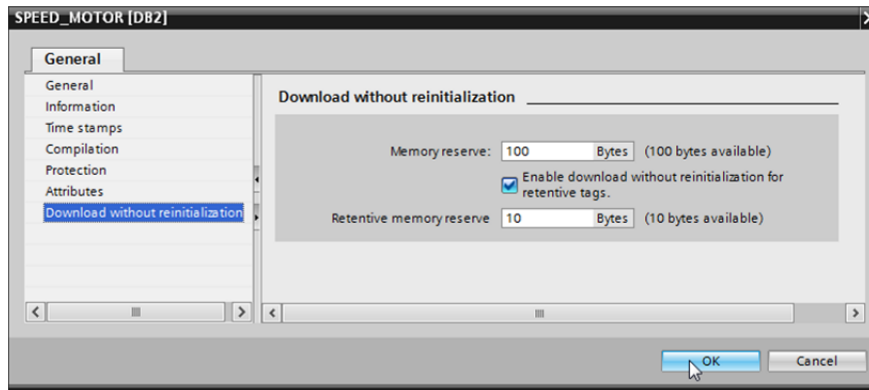 SPEED_MOTOR [DB2]
General
General
Information
Time stamps
Compilation
Protection
Attributes
Download without reinitialization
Download without reinitialization
Memory reserve: 100 Bytes (100 bytes available)
Enable download without reinitialization for
retentive tags.
Retentive memory reserve 10 Bytes (10 bytes available)
OK Cancel